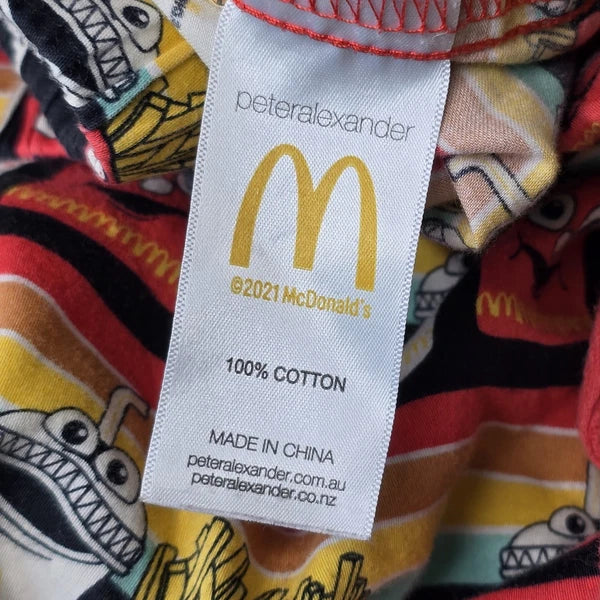 peteralexander
©2021 McDonald's
100% COTTON
MADE IN CHINA
peteralexander.com.au
peteralexander.co.nz